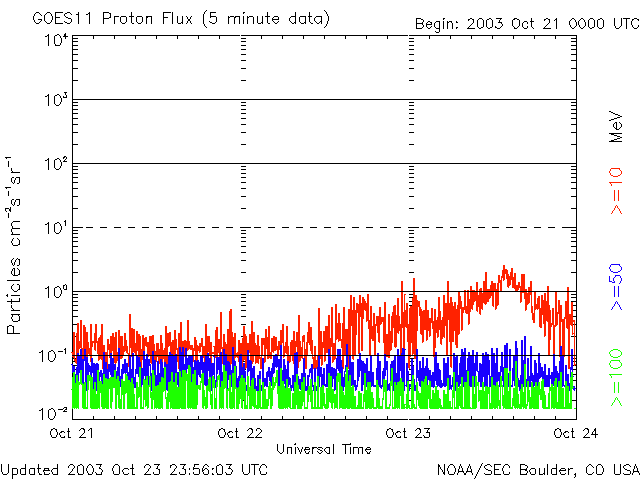 GOES11 Proton Flux (5 minute data)
Begin: 2003 Oct 21 0000 UTC
Particles cm⁻²s⁻¹sr⁻¹
10⁴
10³
10²
10¹
10⁰
10⁻¹
10⁻²
Oct 21 Oct 22 Oct 23 Oct 24
Universal Time
MeV
>=10
>=50
>=100
Updated 2003 Oct 23 23:56:03 UTC
NOAA/SEC Boulder, CO USA